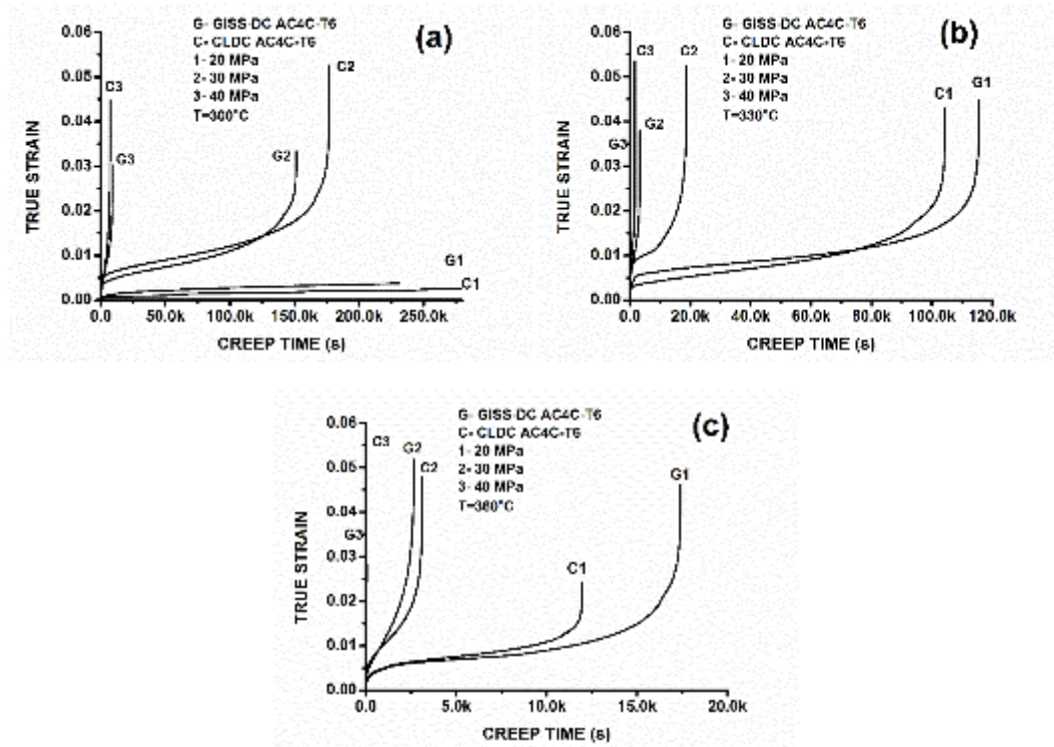 G- GISS-DC AC4C-T6
C- CLDC AC4C-T6
1- 20 MPa
2- 30 MPa
3- 40 MPa
T=300°C
(a)
C3
G3
G2
C2
G1
C1
0.06
0.05
0.04
0.03
0.02
0.01
0.00
TRUE STRAIN
0.0 50.0k 100.0k 150.0k 200.0k 250.0k
CREEP TIME (s)
G- GISS-DC AC4C-T6
C- CLDC AC4C-T6
1- 20 MPa
2- 30 MPa
3- 40 MPa
T=330°C
(b)
C3
C2
G2
G3
C1
G1
0.06
0.05
0.04
0.03
0.02
0.01
0.00
TRUE STRAIN
0.0 20.0k 40.0k 60.0k 80.0k 100.0k 120.0k
CREEP TIME (s)
G- GISS-DC AC4C-T6
C- CLDC AC4C-T6
1- 20 MPa
2- 30 MPa
3- 40 MPa
T=360°C
(c)
C3
G2
C2
G3
C1
G1
0.06
0.05
0.04
0.03
0.02
0.01
0.00
TRUE STRAIN
0.0 5.0k 10.0k 15.0k 20.0k
CREEP TIME (s)